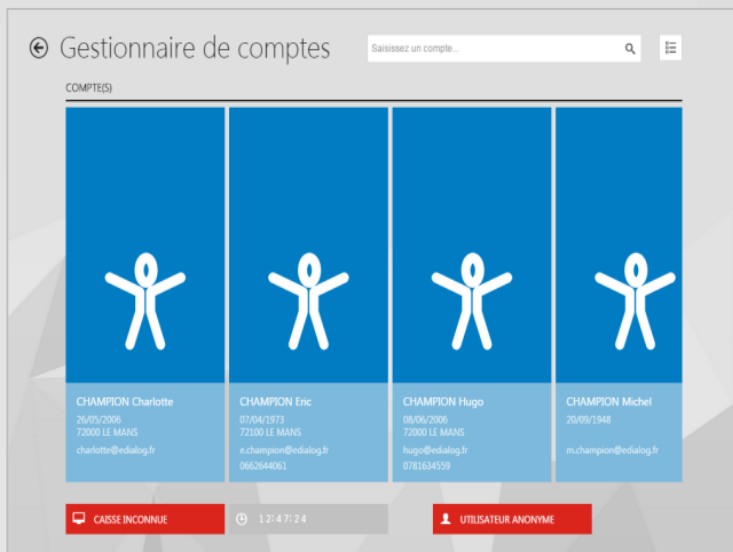 Gestionnaire de comptes
Saisissez un compte...
COMPTE(S)
CHAMPION Charlotte
26/05/2006
72000 LE MANS
charlotte@edialog.fr
CHAMPION Eric
07/04/1973
72100 LE MANS
e.champion@edialog.fr
0662644061
CHAMPION Hugo
08/06/2006
72000 LE MANS
hugo@edialog.fr
0781634559
CHAMPION Michel
20/09/1948
m.champion@edialog.fr
CAISSE INCONNUE
12:47:24
UTILISATEUR ANONYME